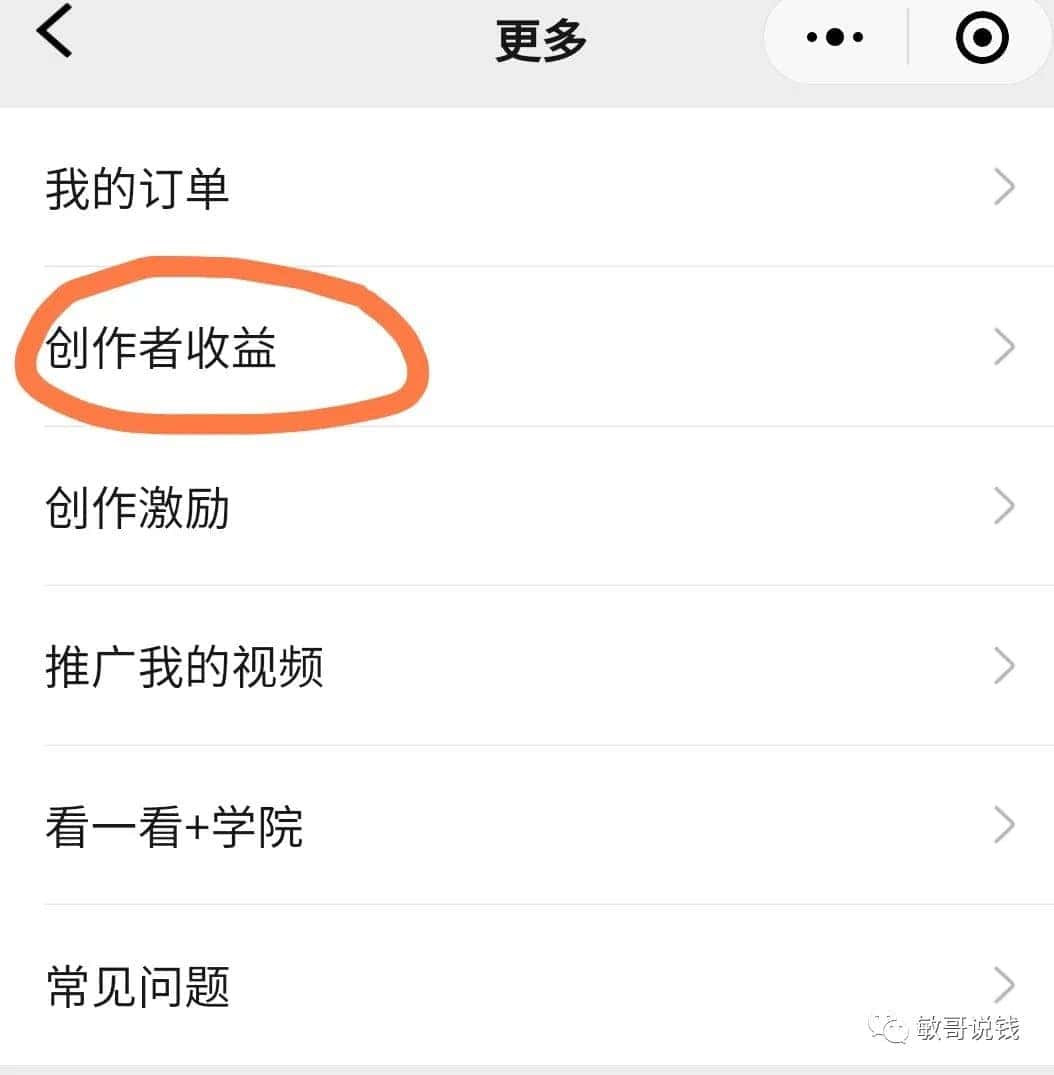 更多
我的订单
创作者收益
创作激励
推广我的视频
看一看+学院
常见问题
敏哥说钱